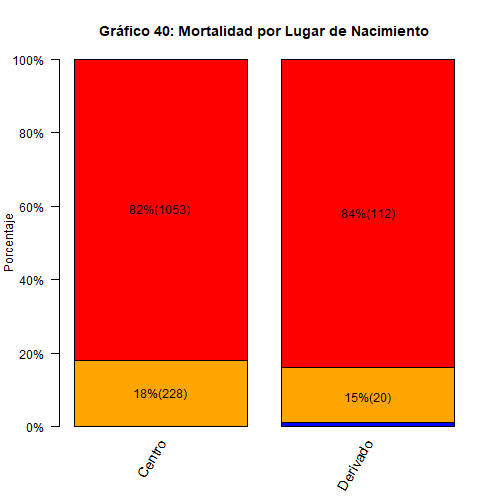 Gráfico 40: Mortalidad por Lugar de Nacimiento
100%
80%
60%
40%
20%
0%
Porcentaje
82%(1053)
84%(112)
18%(228)
15%(20)
Centro
Derivado